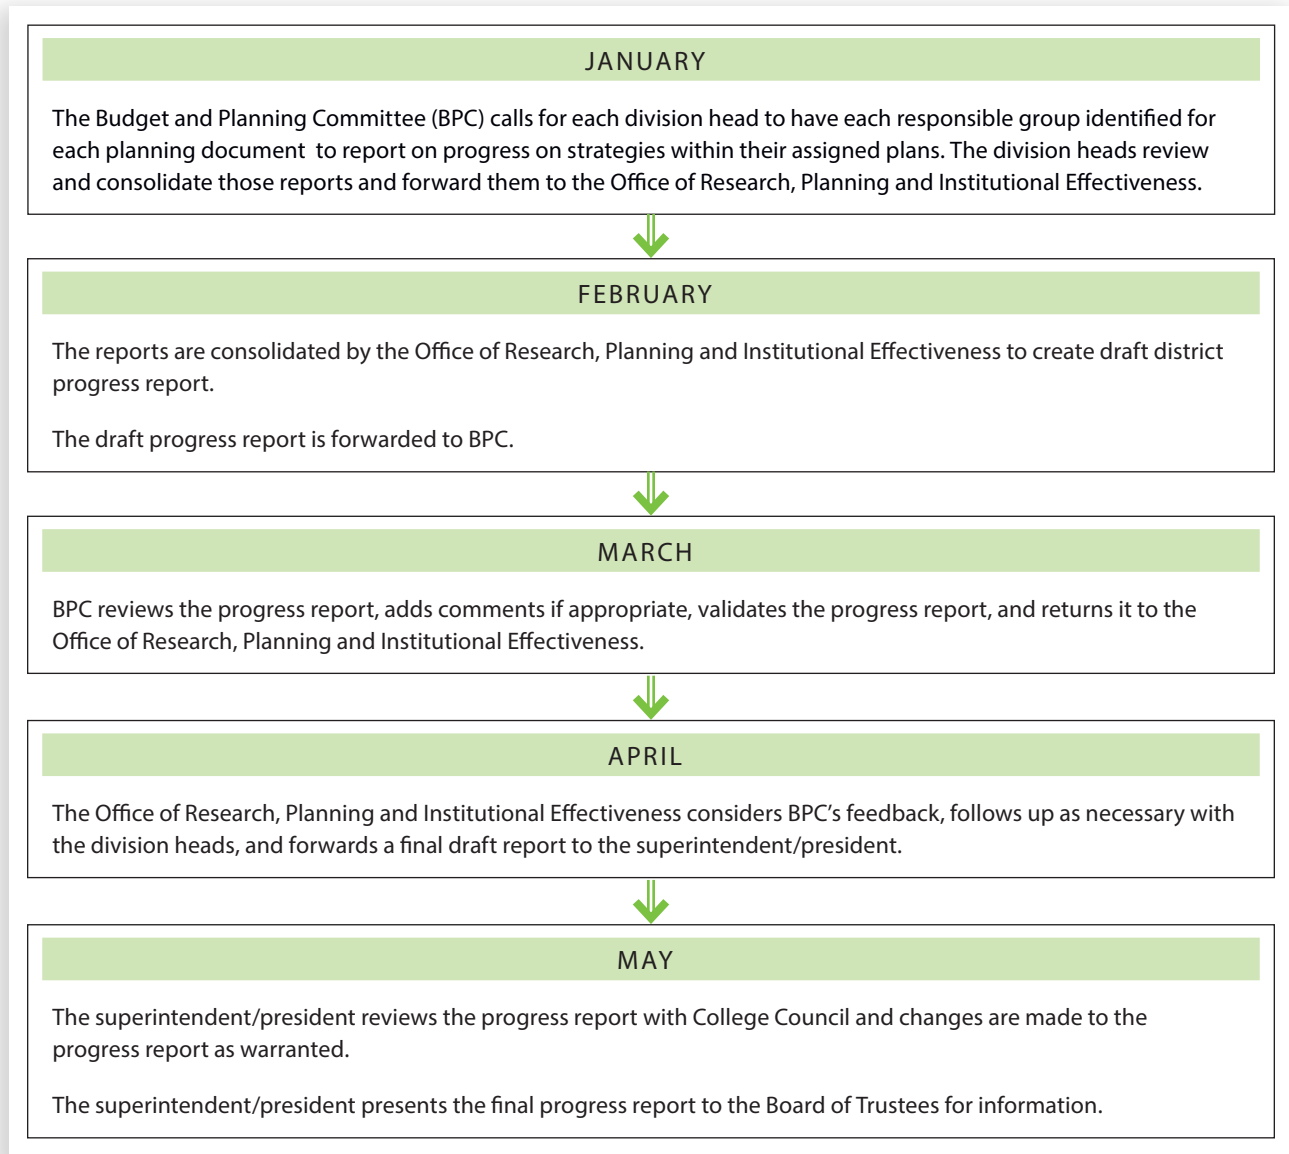 JANUARY
The Budget and Planning Committee (BPC) calls for each division head to have each responsible group identified for
each planning document  to report on progress on strategies within their assigned plans. The division heads review
and consolidate those reports and forward them to the Office of Research, Planning and Institutional Effectiveness.
FEBRUARY
The reports are consolidated by the Office of Research, Planning and Institutional Effectiveness to create draft district
progress report.
The draft progress report is forwarded to BPC.
MARCH
BPC reviews the progress report, adds comments if appropriate, validates the progress report, and returns it to the
Office of Research, Planning and Institutional Effectiveness.
APRIL
The Office of Research, Planning and Institutional Effectiveness considers BPC’s feedback, follows up as necessary with
the division heads, and forwards a final draft report to the superintendent/president.
MAY
The superintendent/president reviews the progress report with College Council and changes are made to the
progress report as warranted.
The superintendent/president presents the final progress report to the Board of Trustees for information.